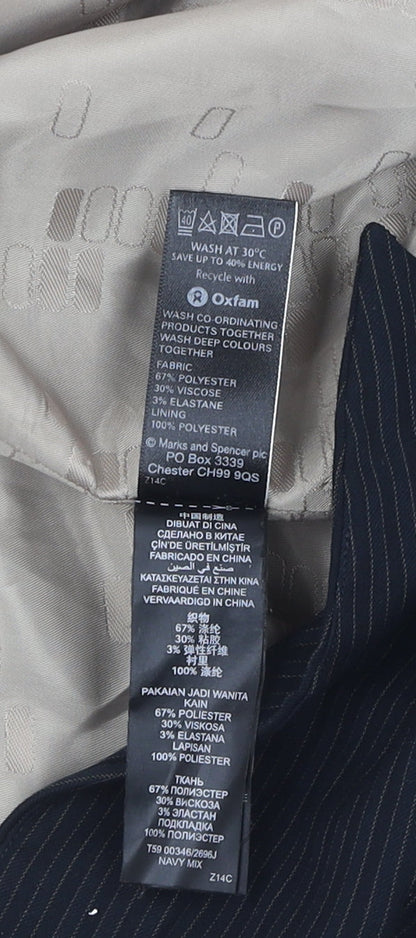 40 P
WASH AT 30°C
SAVE UP TO 40% ENERGY
Recycle with
Oxfam
WASH CO-ORDINATING
PRODUCTS TOGETHER
WASH DEEP COLOURS
TOGETHER
FABRIC
67% POLYESTER
30% VISCOSE
3% ELASTANE
LINING
100% POLYESTER
© Marks and Spencer plc
PO Box 3339
Chester CH99 9QS
Z14C
中国制造
DIBUAT DI CINA
СДЕЛАНО В КИТАЕ
ÇİN'DE ÜRETİLMİŞTİR
FABRICADO EN CHINA
صنع في الصين
ΚΑΤΑΣΚΕΥΑΖΕΤΑΙ ΣΤΗΝ ΚΙΝΑ
FABRIQUÉ EN CHINE
VERVAARDIGD IN CHINA
织物
67% 涤纶
30% 粘胶
3% 弹性纤维
衬里
100% 涤纶
PAKAIAN JADI WANITA
KAIN
67% POLIESTER
30% VISKOSA
3% ELASTANA
LAPISAN
100% POLIESTER
ТКАНЬ
67% ПОЛИЭСТЕР
30% ВИСКОЗА
3% ЭЛАСТАН
ПОДКЛАДКА
100% ПОЛИЭСТЕР
T59 00346/2696J
NAVY MIX
Z14C